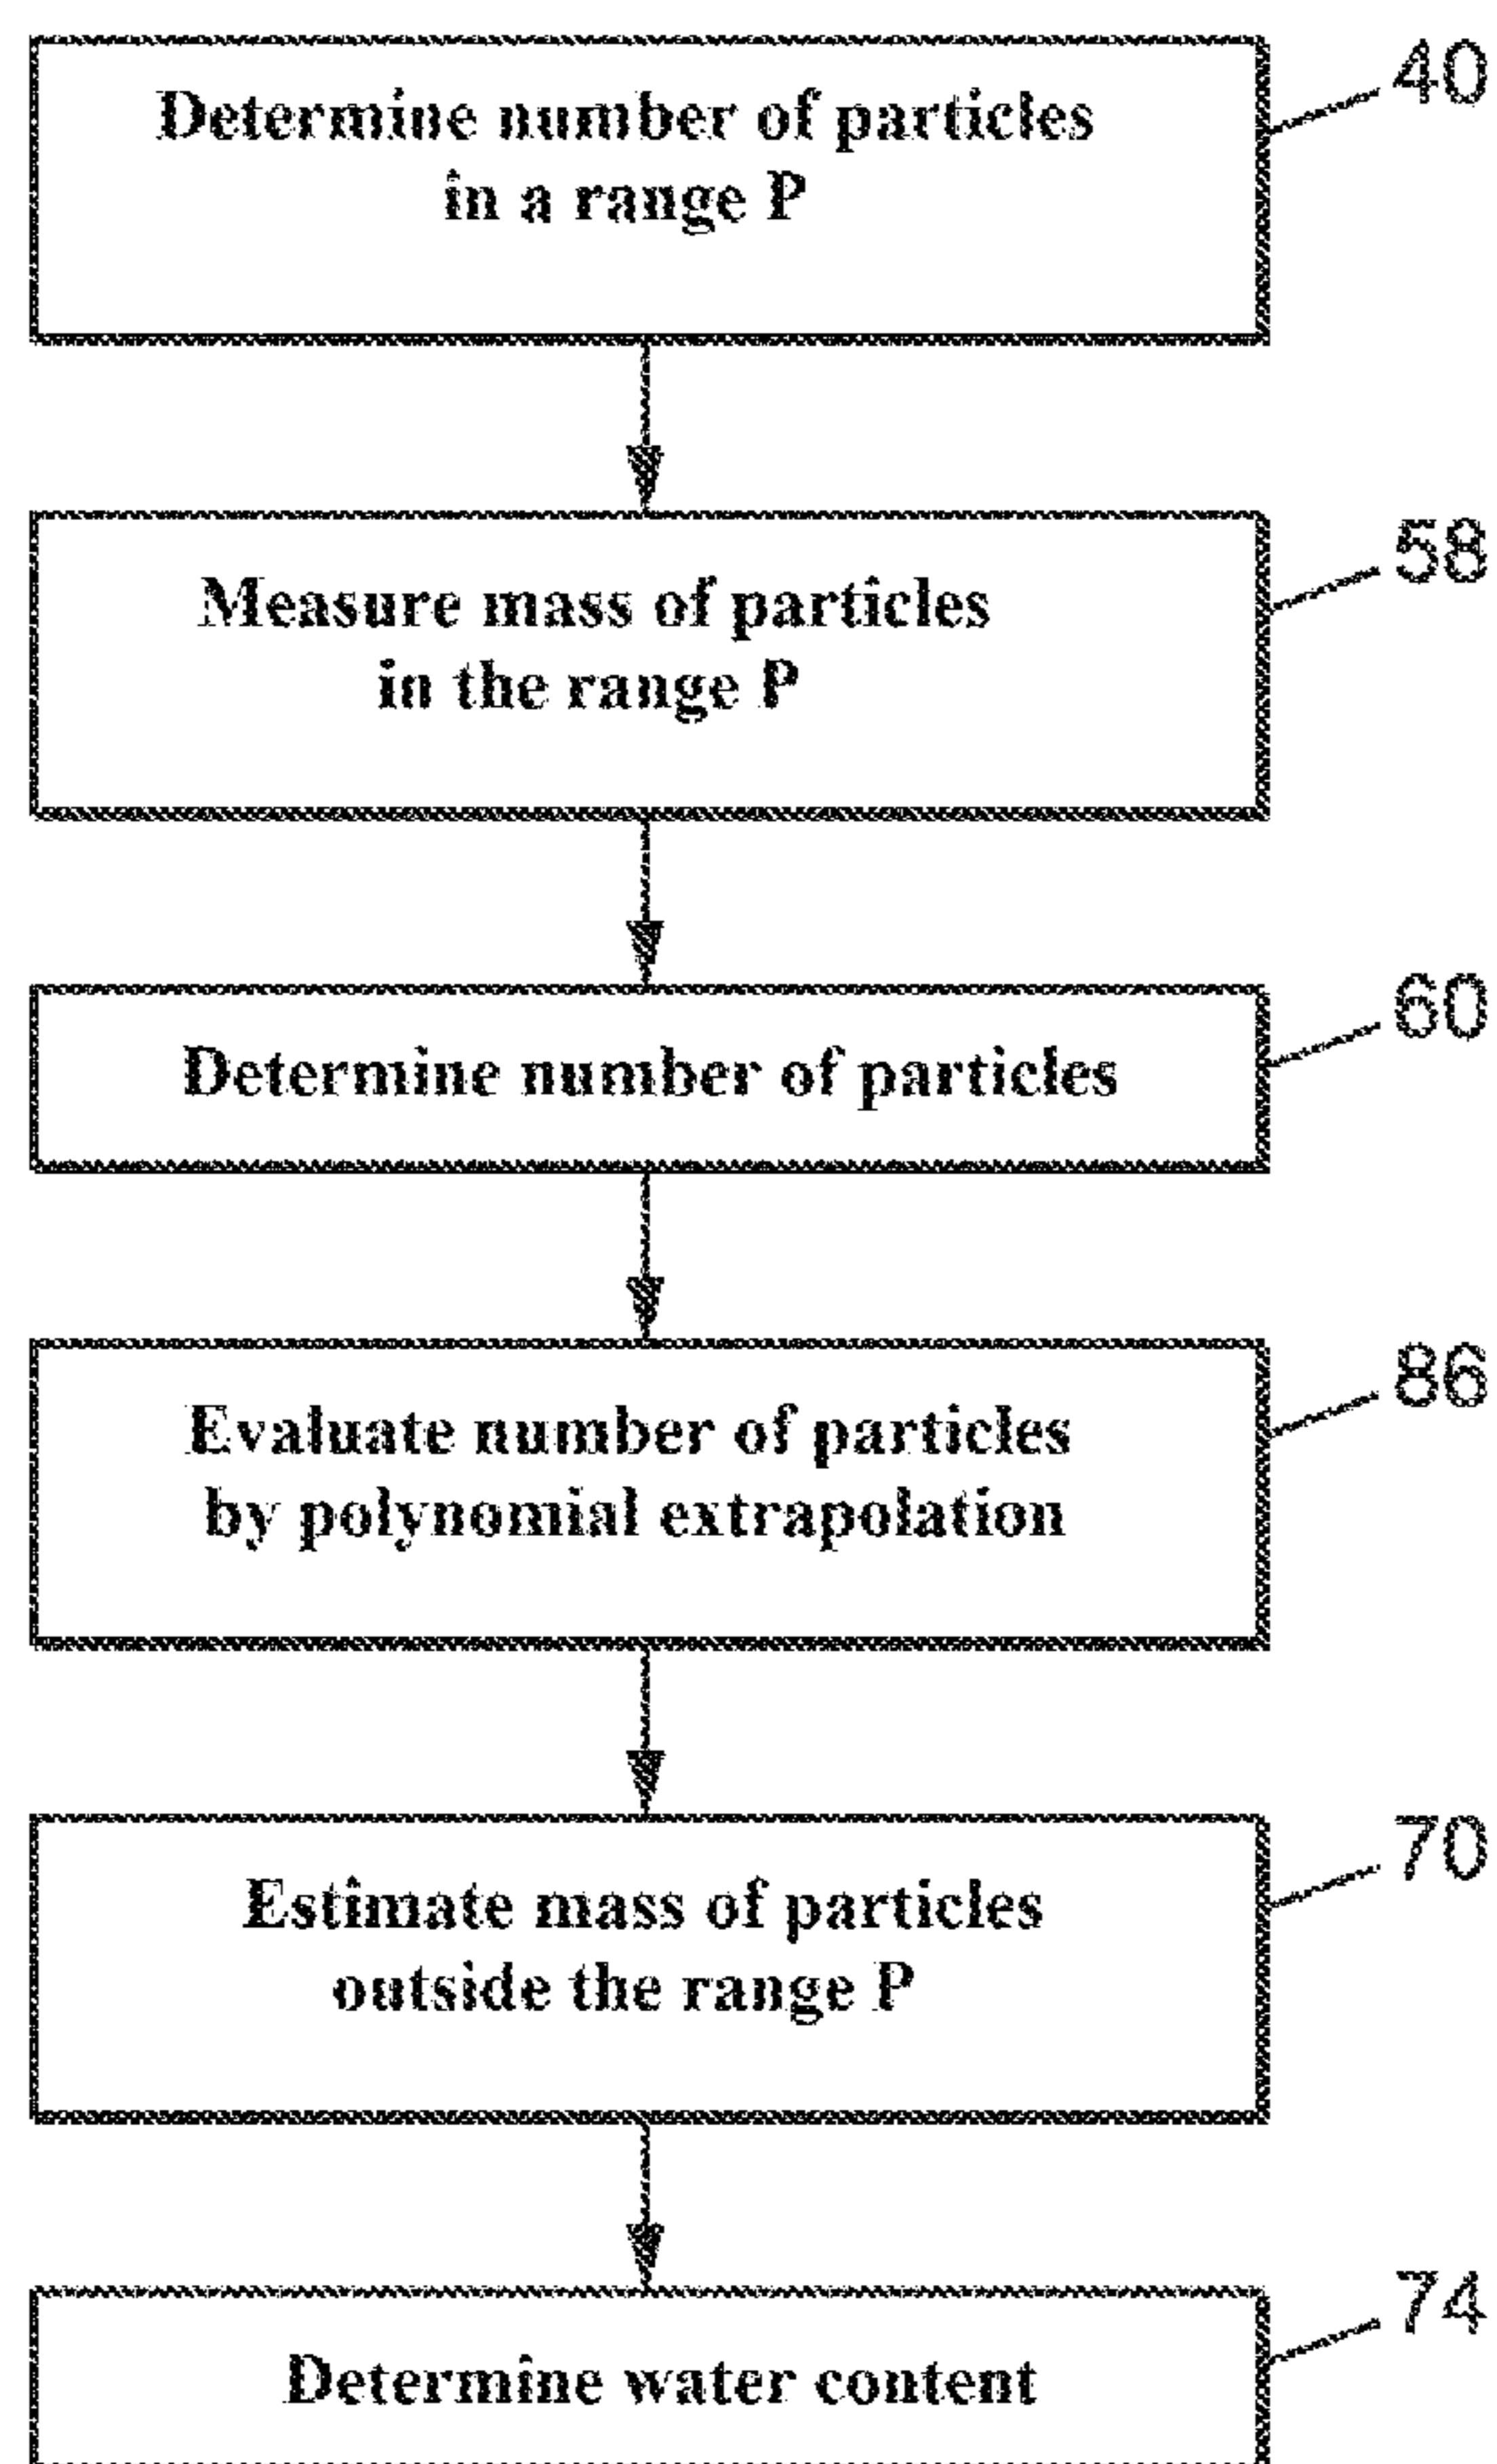 Determine number of particles
in a range P
40
Measure mass of particles
in the range P
58
Determine number of particles
60
Evaluate number of particles
by polynomial extrapolation
86
Estimate mass of particles
outside the range P
70
Determine water content
74